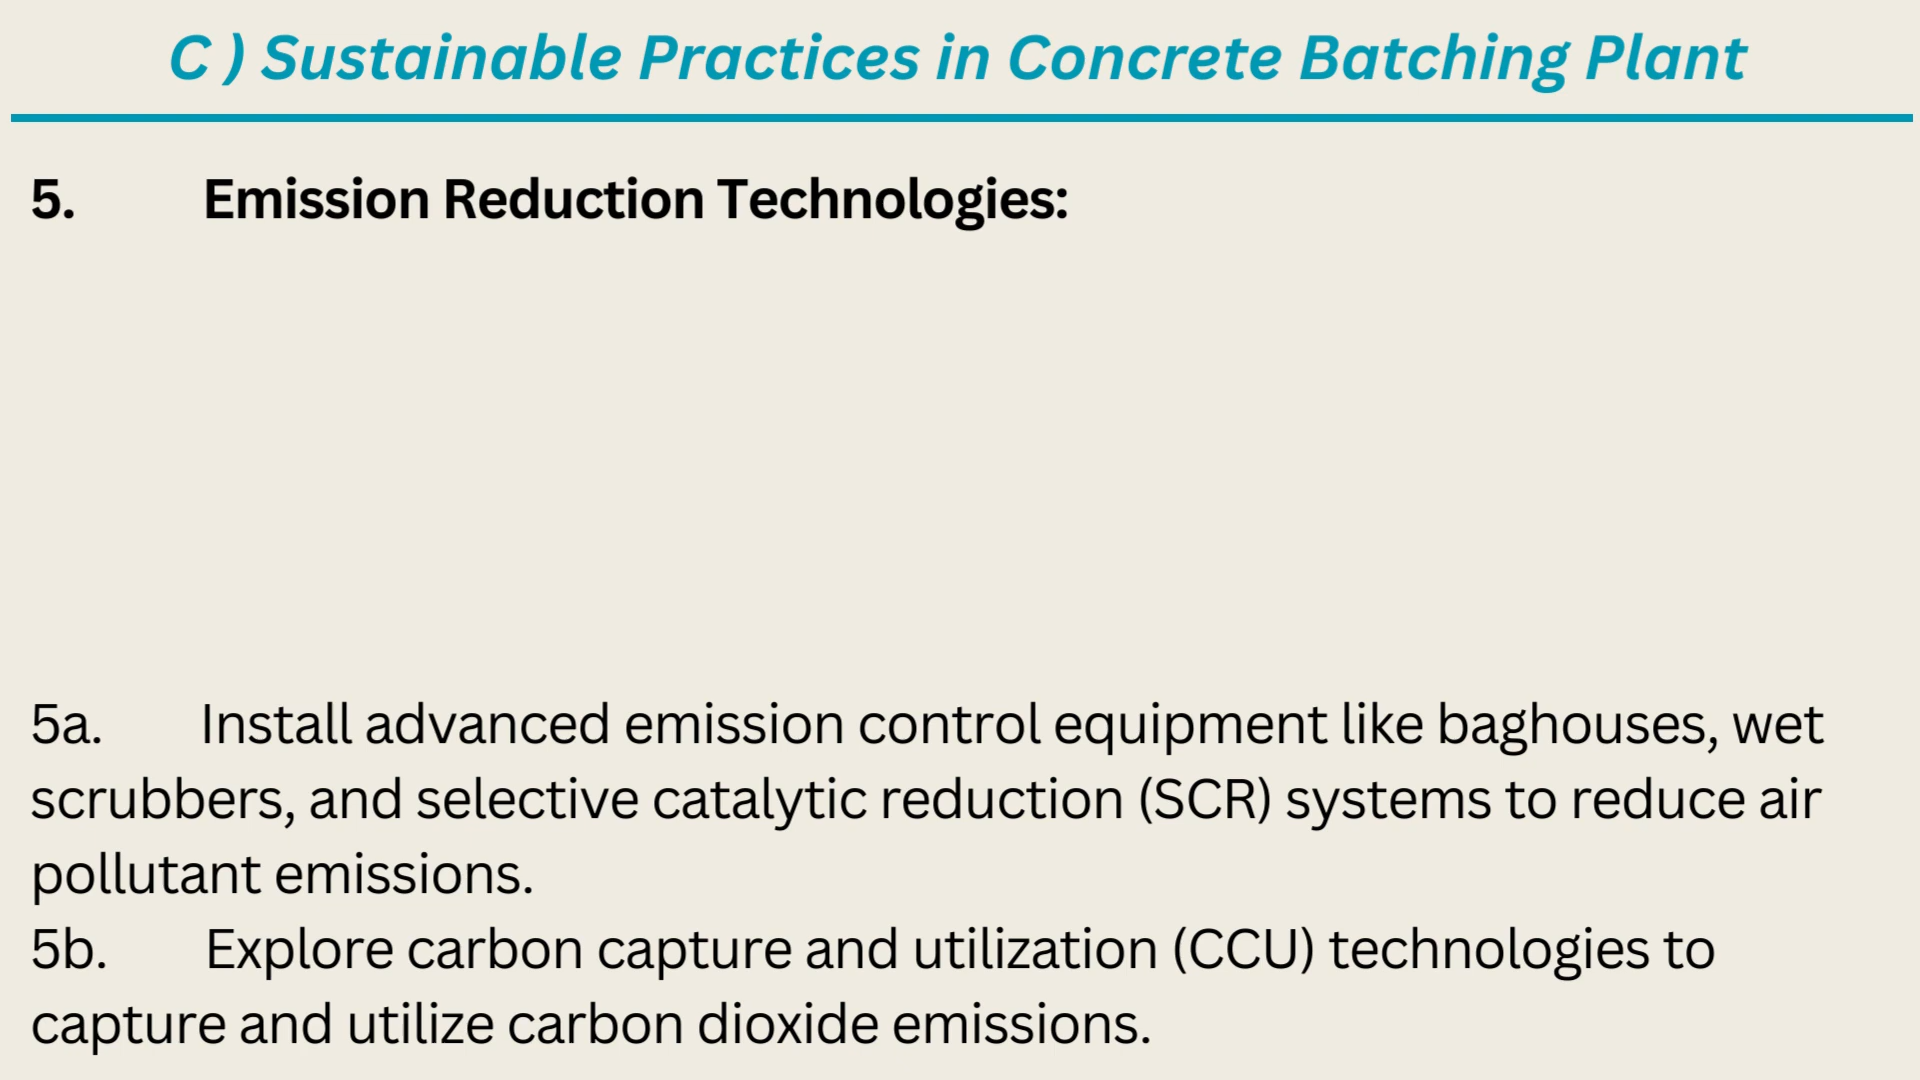 C ) Sustainable Practices in Concrete Batching Plant
5. Emission Reduction Technologies:
5a. Install advanced emission control equipment like baghouses, wet
scrubbers, and selective catalytic reduction (SCR) systems to reduce air
pollutant emissions.
5b. Explore carbon capture and utilization (CCU) technologies to
capture and utilize carbon dioxide emissions.